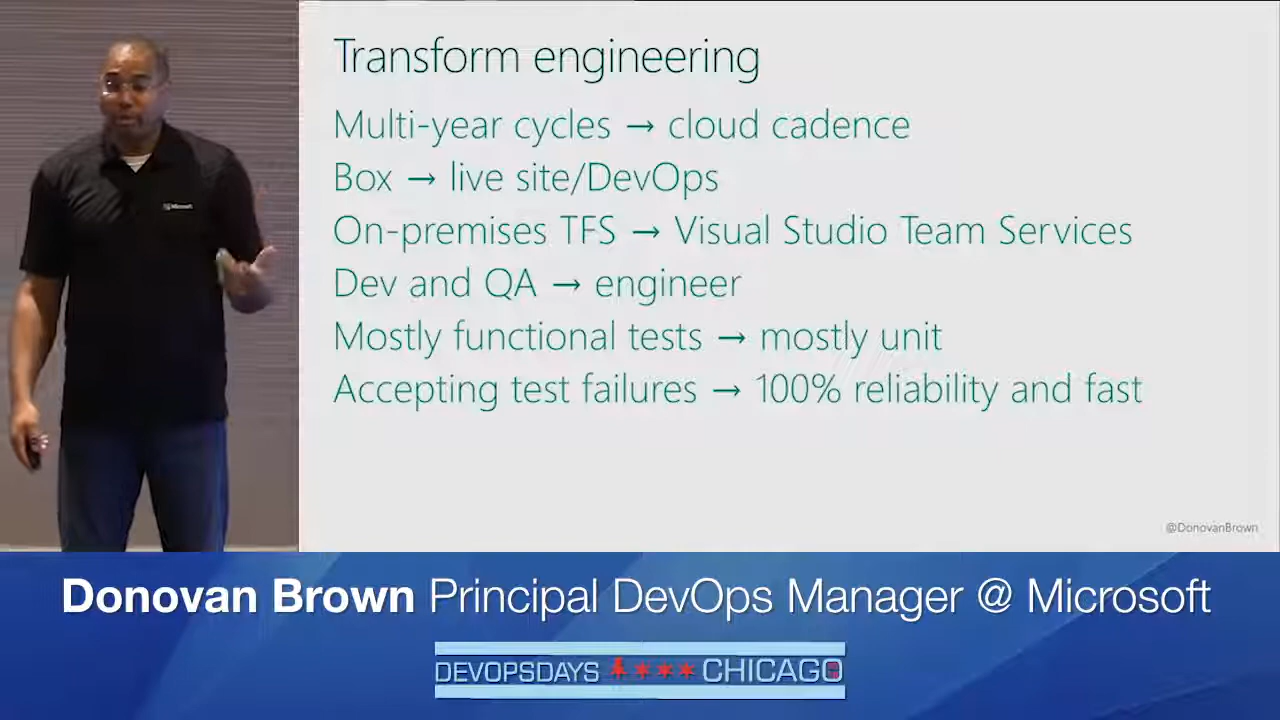 Transform engineering
Multi-year cycles → cloud cadence
Box → live site/DevOps
On-premises TFS → Visual Studio Team Services
Dev and QA → engineer
Mostly functional tests → mostly unit
Accepting test failures → 100% reliability and fast
@DonovanBrown
Microsoft
Donovan Brown Principal DevOps Manager @ Microsoft
DEVOPSDAYS CHICAGO